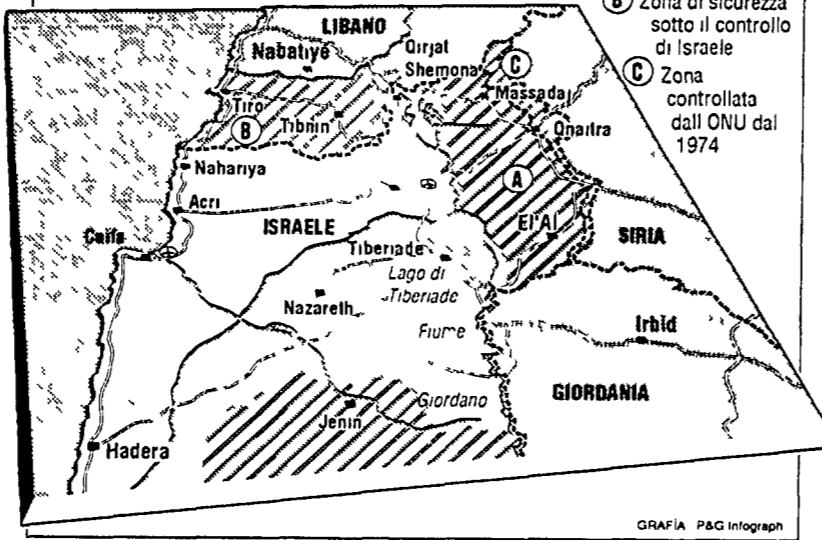 B Zona di sicurezza
sotto il controllo
di Israele
C Zona
controllata
dall ONU dal
1974
LIBANO
Nabatiye
Qirjat
Shemona
C
Massada
Tiro
B
Tibnin
Qnaitra
Nahariya
A
Acri
ISRAELE
El Al
SIRIA
Caifa
Tiberiade
Lago di
Tiberiade
Nazareth
Fiume
Irbid
Giordano
GIORDANIA
Jenin
Hadera
GRAFÍA P&G Infograph